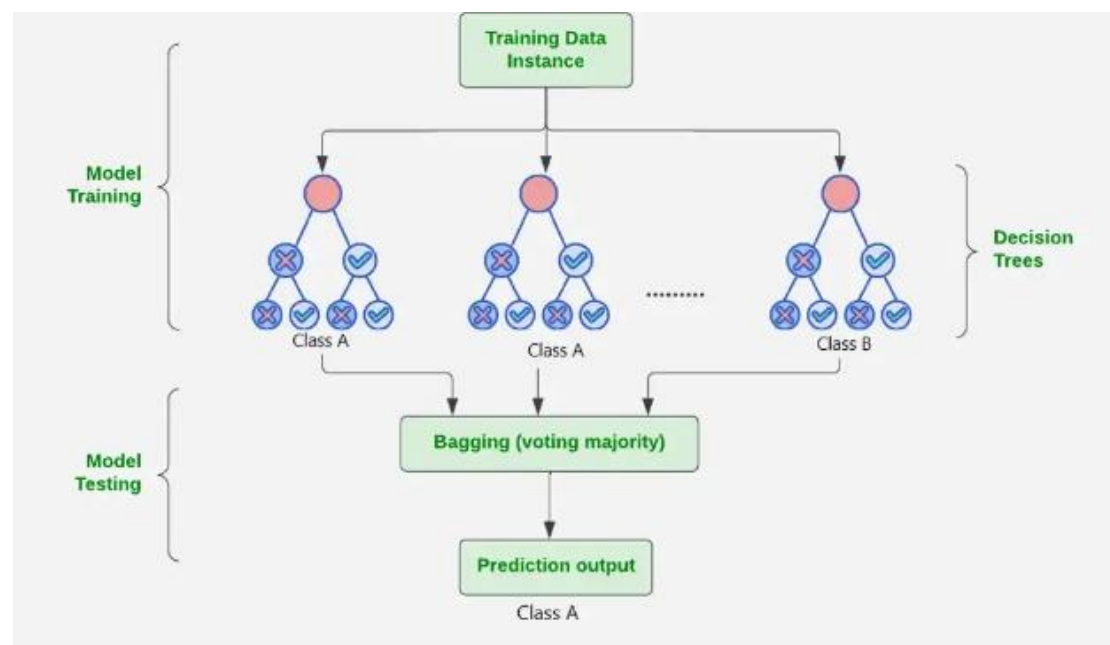 Training Data
Instance
Model
Training
Decision
Trees
.........
Class A
Class A
Class B
Bagging (voting majority)
Model
Testing
Prediction output
Class A